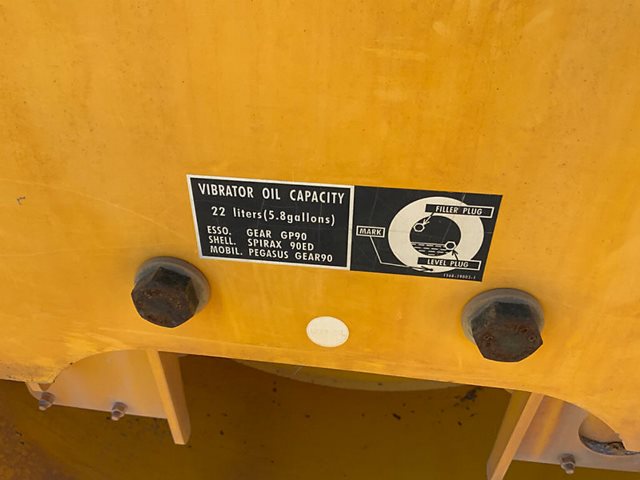 VIBRATOR OIL CAPACITY
22 liters(5.8gallons)
ESSO. GEAR GP90
SHELL. SPIRAX 90ED
MOBIL. PEGASUS GEAR90
FILLER PLUG
MARK
LEVEL PLUG